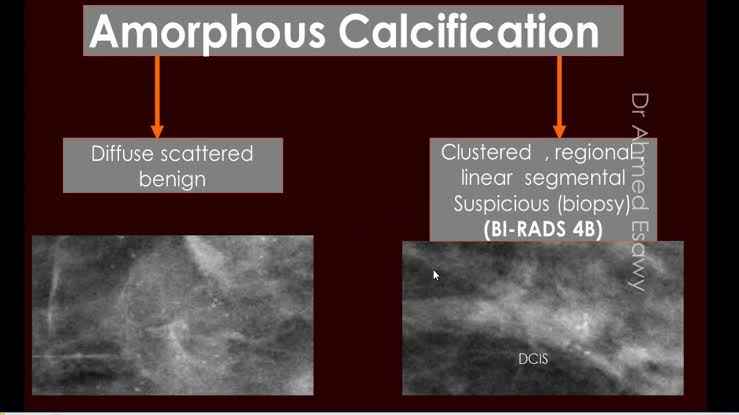 Amorphous Calcification
Diffuse scattered
benign
Clustered , regional
linear segmental
Suspicious (biopsy)
(BI-RADS 4B)
Dr Ahmed Esawy
DCIS